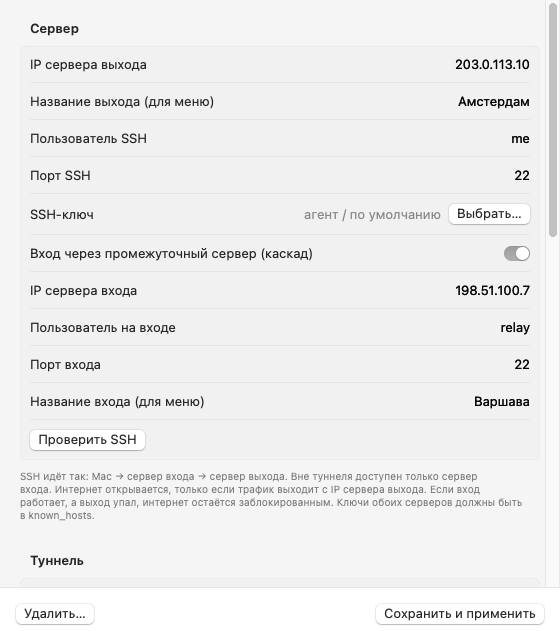 Сервер
IP сервера выхода 203.0.113.10
Название выхода (для меню) Амстердам
Пользователь SSH me
Порт SSH 22
SSH-ключ агент / по умолчанию Выбрать...
Вход через промежуточный сервер (каскад)
IP сервера входа 198.51.100.7
Пользователь на входе relay
Порт входа 22
Название входа (для меню) Варшава
Проверить SSH
SSH идёт так: Mac → сервер входа → сервер выхода. Вне туннеля доступен только сервер
входа. Интернет открывается, только если трафик выходит с IP сервера выхода. Если вход
работает, а выход упал, интернет остаётся заблокированным. Ключи обоих серверов должны быть
в known_hosts.
Туннель
Удалить... Сохранить и применить